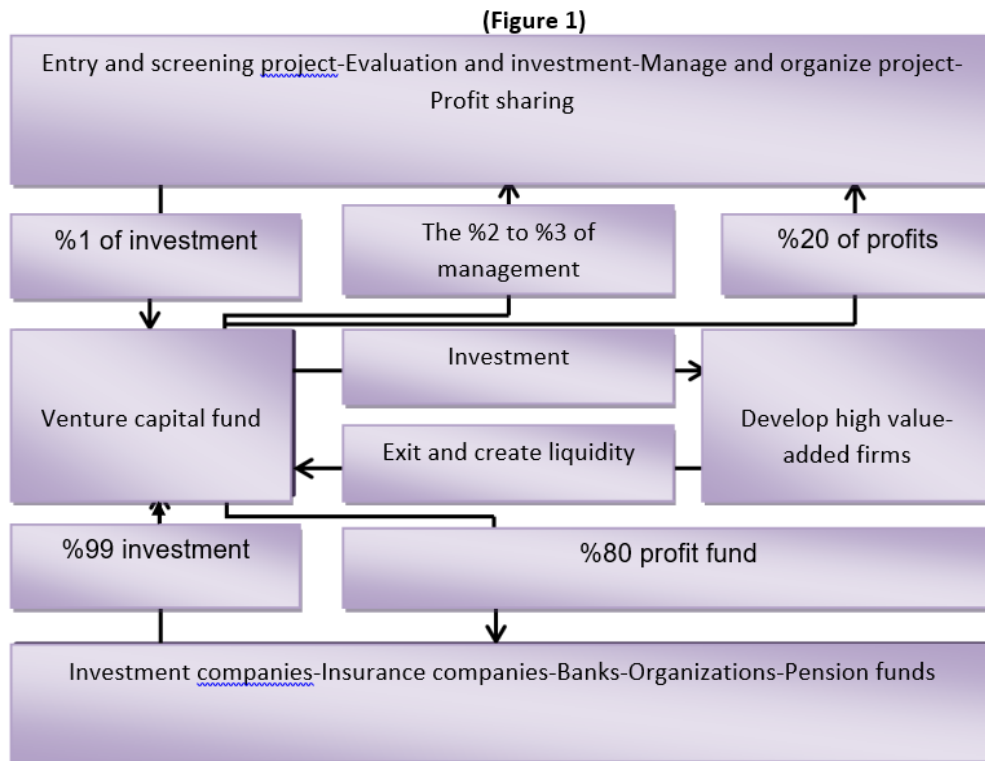 (Figure 1)
Entry and screening project-Evaluation and investment-Manage and organize project-
Profit sharing
%1 of investment
The %2 to %3 of
management
%20 of profits
Venture capital fund
Investment
Exit and create liquidity
Develop high value-
added firms
%99 investment
%80 profit fund
Investment companies-Insurance companies-Banks-Organizations-Pension funds